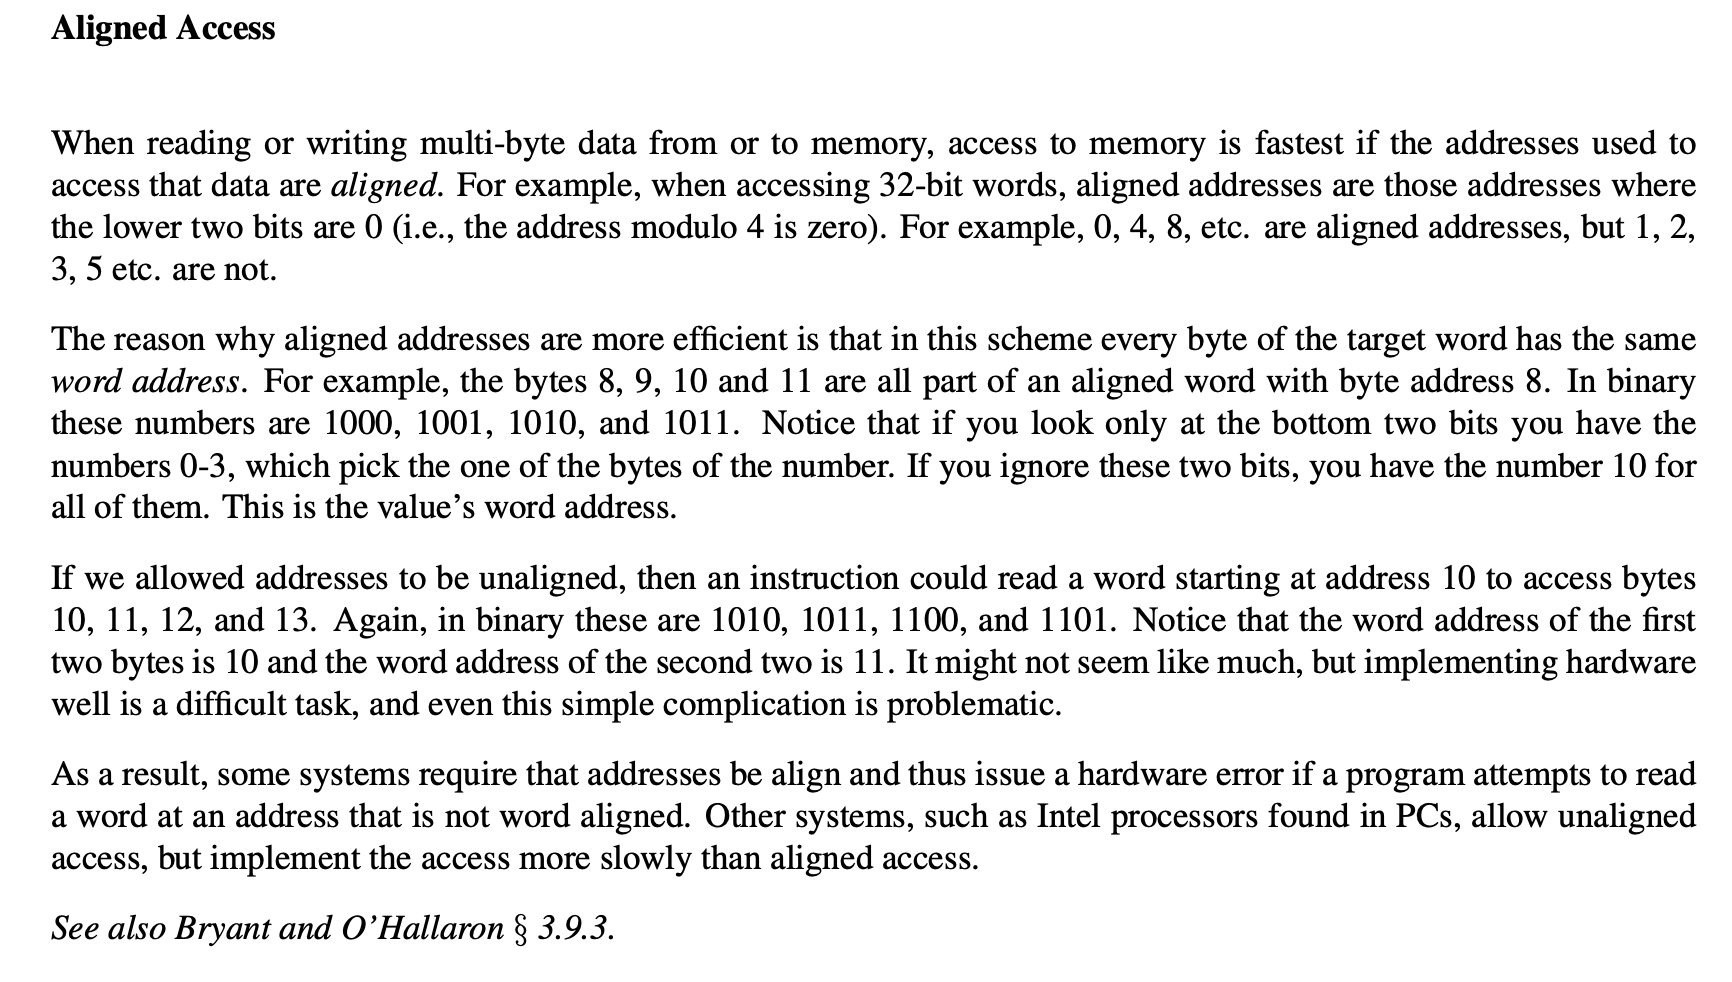 Aligned Access
When reading or writing multi-byte data from or to memory, access to memory is fastest if the addresses used to
access that data are aligned. For example, when accessing 32-bit words, aligned addresses are those addresses where
the lower two bits are 0 (i.e., the address modulo 4 is zero). For example, 0, 4, 8, etc. are aligned addresses, but 1, 2,
3, 5 etc. are not.
The reason why aligned addresses are more efficient is that in this scheme every byte of the target word has the same
word address. For example, the bytes 8, 9, 10 and 11 are all part of an aligned word with byte address 8. In binary
these numbers are 1000, 1001, 1010, and 1011. Notice that if you look only at the bottom two bits you have the
numbers 0-3, which pick the one of the bytes of the number. If you ignore these two bits, you have the number 10 for
all of them. This is the value’s word address.
If we allowed addresses to be unaligned, then an instruction could read a word starting at address 10 to access bytes
10, 11, 12, and 13. Again, in binary these are 1010, 1011, 1100, and 1101. Notice that the word address of the first
two bytes is 10 and the word address of the second two is 11. It might not seem like much, but implementing hardware
well is a difficult task, and even this simple complication is problematic.
As a result, some systems require that addresses be align and thus issue a hardware error if a program attempts to read
a word at an address that is not word aligned. Other systems, such as Intel processors found in PCs, allow unaligned
access, but implement the access more slowly than aligned access.
See also Bryant and O’Hallaron § 3.9.3.